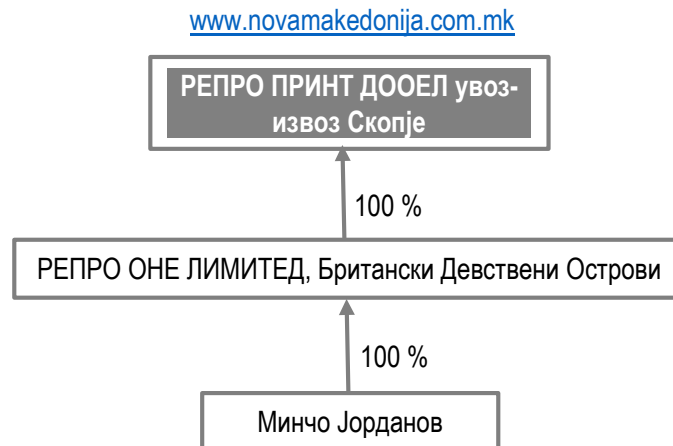 www.novamakedonija.com.mk
РЕПРО ПРИНТ ДООЕЛ увоз-
извоз Скопје
100 %
РЕПРО ОНЕ ЛИМИТЕД, Британски Девствени Острови
100 %
Минчо Јорданов